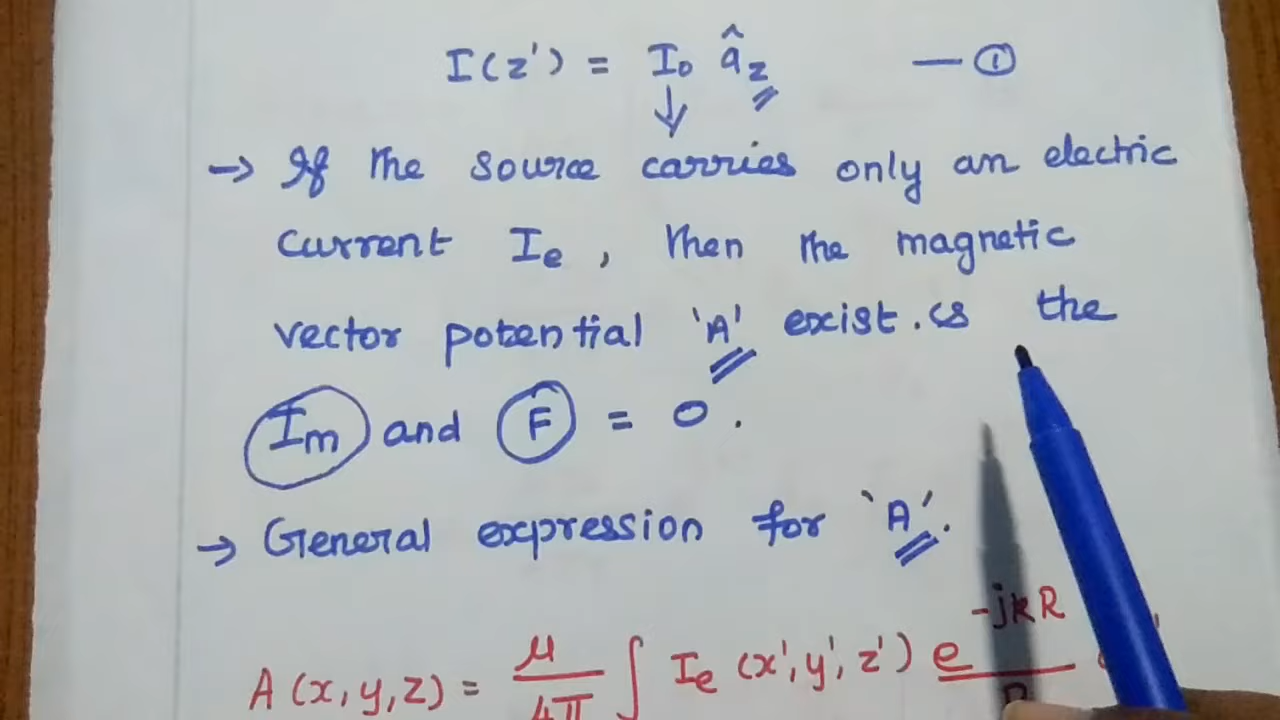 I(z') = I₀ â_z — ①
→ If the source carries only an electric
current Iₑ, then the magnetic
vector potential 'A' exist. cs the
Iₘ and F = 0.
→ General expression for 'A'.
A(x,y,z) = μ/4π ∫ Iₑ (x',y',z') e^-jkR